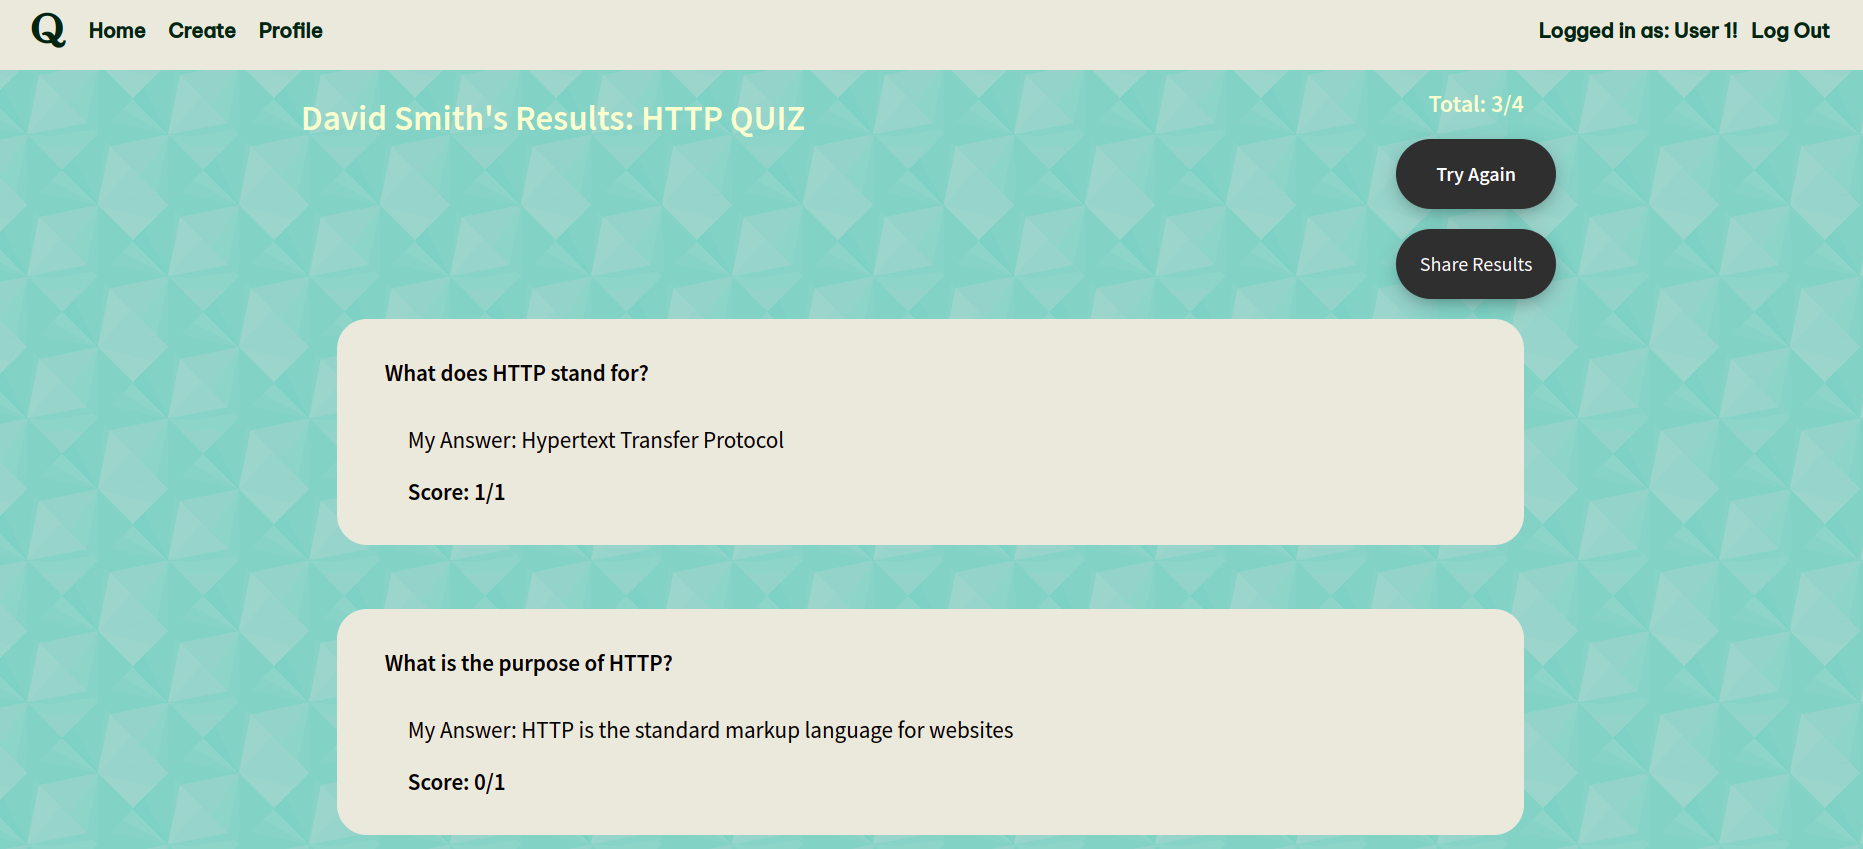 Q Home Create Profile Logged in as: User 1! Log Out
David Smith's Results: HTTP QUIZ
Total: 3/4
Try Again
Share Results
What does HTTP stand for?
My Answer: Hypertext Transfer Protocol
Score: 1/1
What is the purpose of HTTP?
My Answer: HTTP is the standard markup language for websites
Score: 0/1